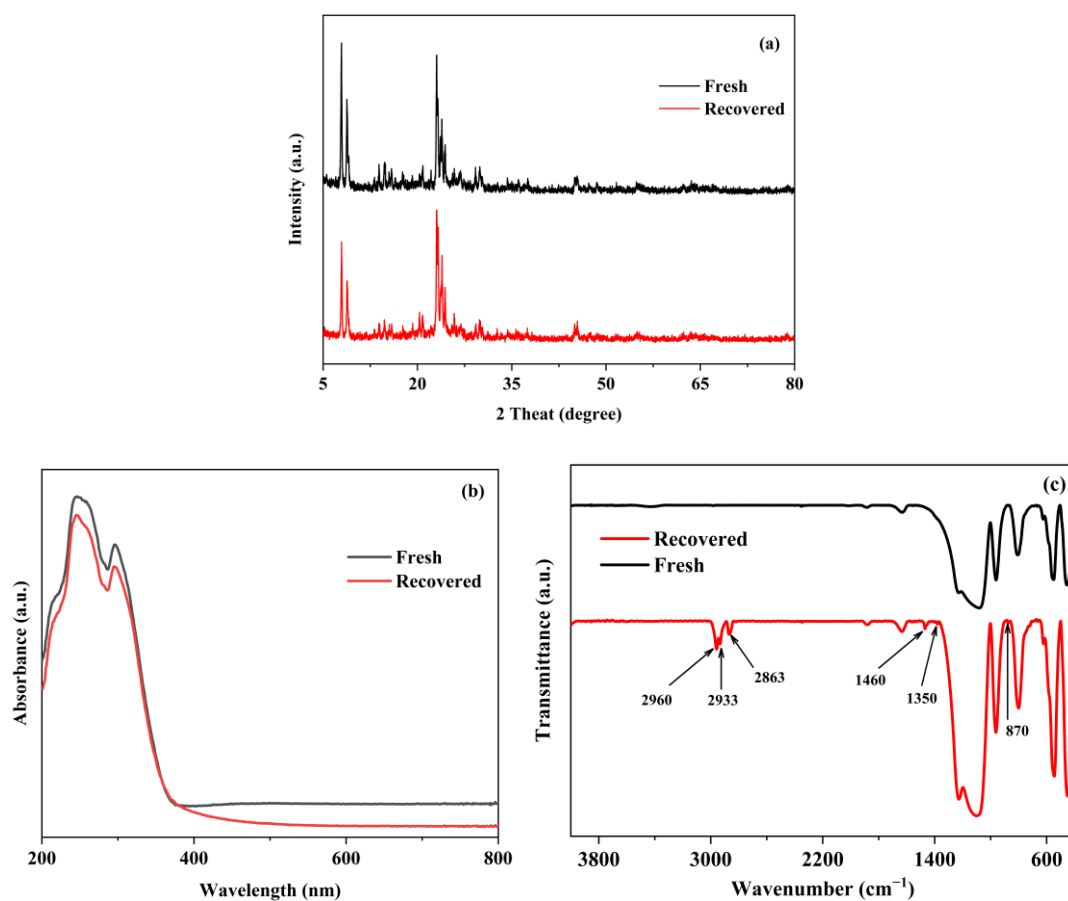 (a)
Fresh
Recovered
Intensity (a.u.)
5 20 35 50 65 80
2 Theat (degree)
(b)
Fresh
Recovered
Absorbance (a.u.)
200 400 600 800
Wavelength (nm)
(c)
Recovered
Fresh
Transmittance (a.u.)
2960 2933 2863 1460 1350 870
3800 3000 2200 1400 600
Wavenumber (cm⁻¹)